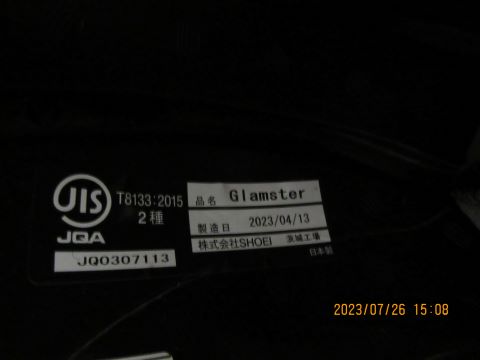 JIS
T8133:2015
2種
JQA
JQ0307113
品名 Glamster
製造日 2023/04/13
株式会社SHOEI 茨城工場
日本製
2023/07/26 15:08